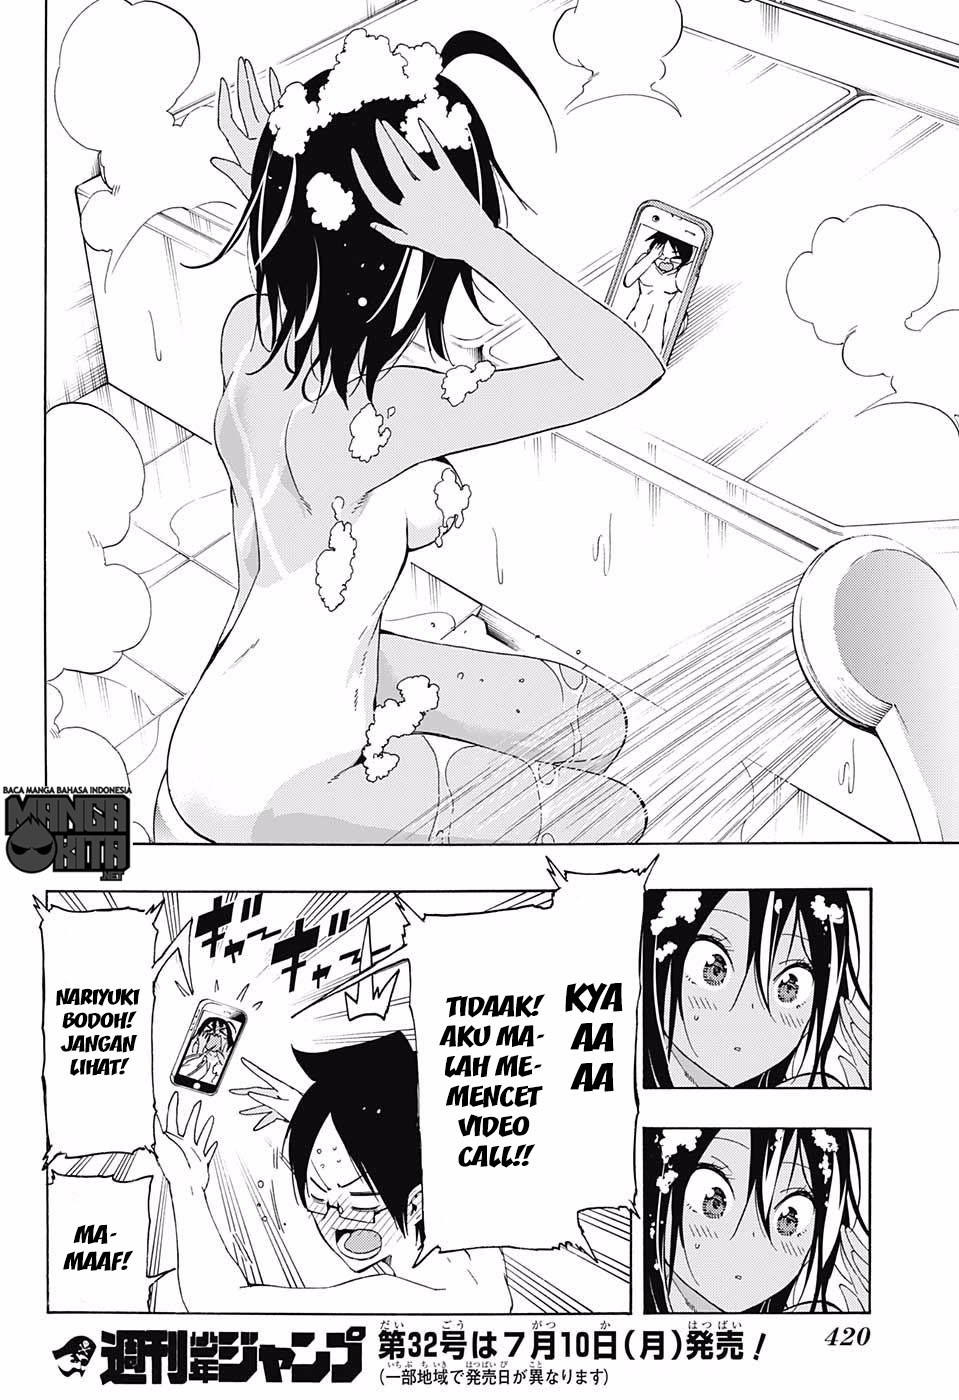 KYA
AA
AA
TIDAAK!
AKU MA-
LAH ME-
MENCET
VIDEO
CALL!!
ギャー
ギャー
NARIYUKI
BODOH!
JANGAN
LIHAT!
MA-
MAAF!
BACA MANGA BAHASA INDONESIA
MANGA
KITA
.NET
週刊少年ジャンプ 第32号は7月10日(月)発売!
(一部地域で発売日が異なります)
420